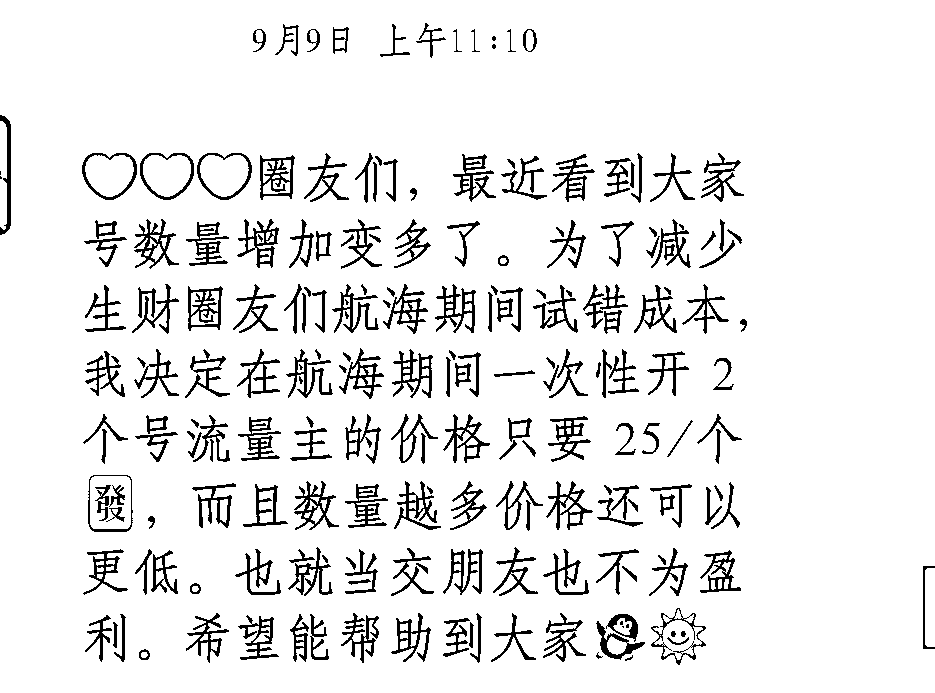 9月9日 上午11:10
♡♡♡圈友们，最近看到大家
号数量增加变多了。为了减少
生财圈友们航海期间试错成本，
我决定在航海期间一次性开 2
个号流量主的价格只要 25/个
發，而且数量越多价格还可以
更低。也就当交朋友也不为盈
利。希望能帮助到大家